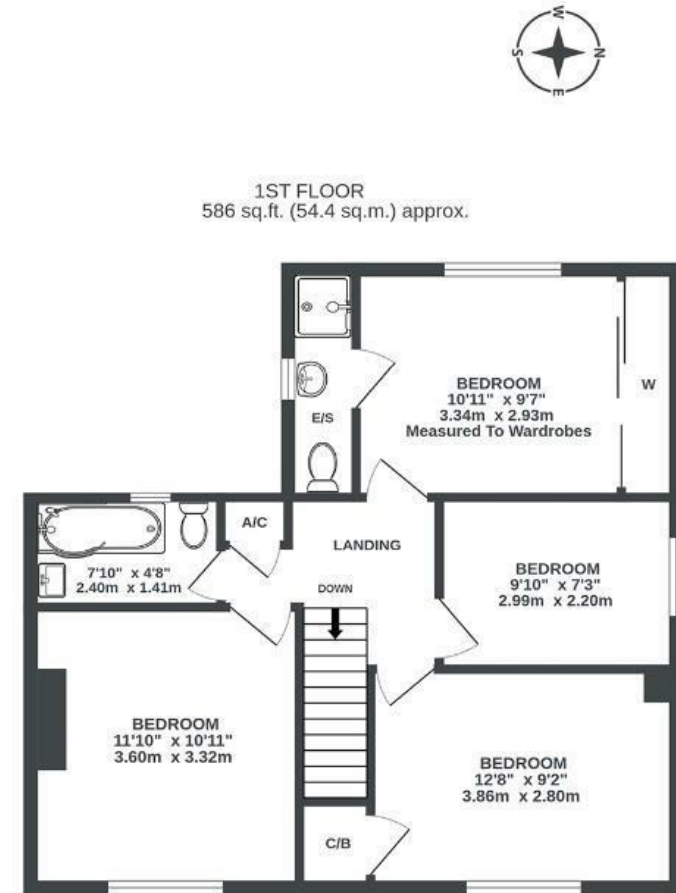 W
S
N
E
1ST FLOOR
586 sq.ft. (54.4 sq.m.) approx.
BEDROOM
10'11" x 9'7"
3.34m x 2.93m
Measured To Wardrobes
W
E/S
A/C
LANDING
DOWN
7'10" x 4'8"
2.40m x 1.41m
BEDROOM
9'10" x 7'3"
2.99m x 2.20m
BEDROOM
11'10" x 10'11"
3.60m x 3.32m
BEDROOM
12'8" x 9'2"
3.86m x 2.80m
C/B